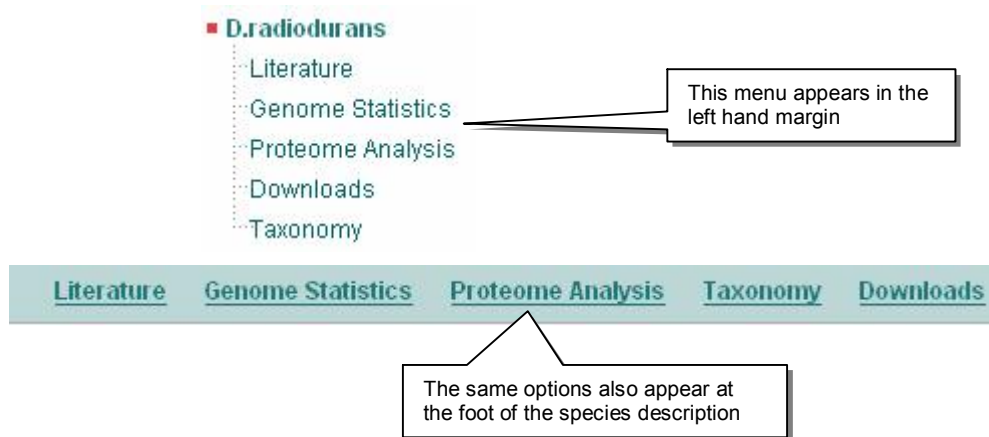 D.radiodurans
Literature
Genome Statistics
Proteome Analysis
Downloads
Taxonomy
This menu appears in the
left hand margin
Literature Genome Statistics Proteome Analysis Taxonomy Downloads
The same options also appear at
the foot of the species description